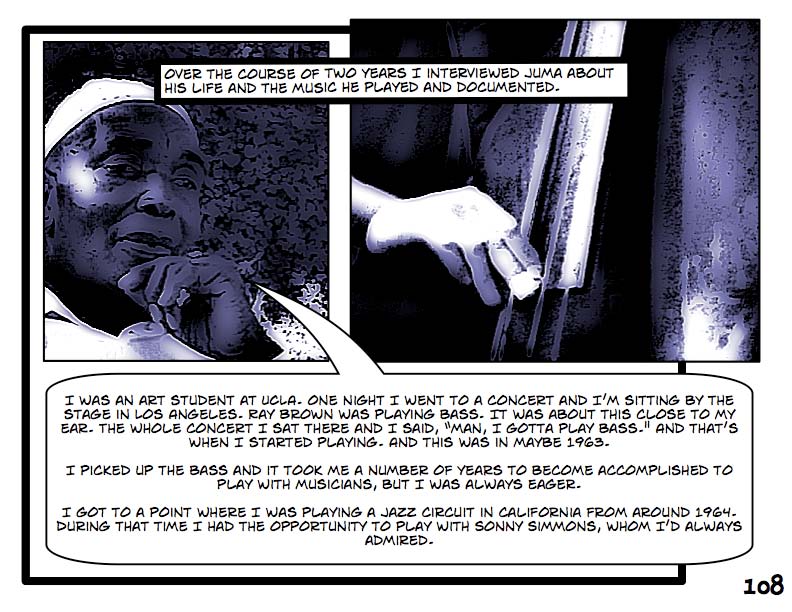 OVER THE COURSE OF TWO YEARS I INTERVIEWED JUMA ABOUT
HIS LIFE AND THE MUSIC HE PLAYED AND DOCUMENTED.
I WAS AN ART STUDENT AT UCLA. ONE NIGHT I WENT TO A CONCERT AND I'M SITTING BY THE
STAGE IN LOS ANGELES. RAY BROWN WAS PLAYING BASS. IT WAS ABOUT THIS CLOSE TO MY
EAR. THE WHOLE CONCERT I SAT THERE AND I SAID, "MAN, I GOTTA PLAY BASS." AND THAT'S
WHEN I STARTED PLAYING. AND THIS WAS IN MAYBE 1963.
I PICKED UP THE BASS AND IT TOOK ME A NUMBER OF YEARS TO BECOME ACCOMPLISHED TO
PLAY WITH MUSICIANS, BUT I WAS ALWAYS EAGER.
I GOT TO A POINT WHERE I WAS PLAYING A JAZZ CIRCUIT IN CALIFORNIA FROM AROUND 1964.
DURING THAT TIME I HAD THE OPPORTUNITY TO PLAY WITH SONNY SIMMONS, WHOM I'D ALWAYS
ADMIRED.
108